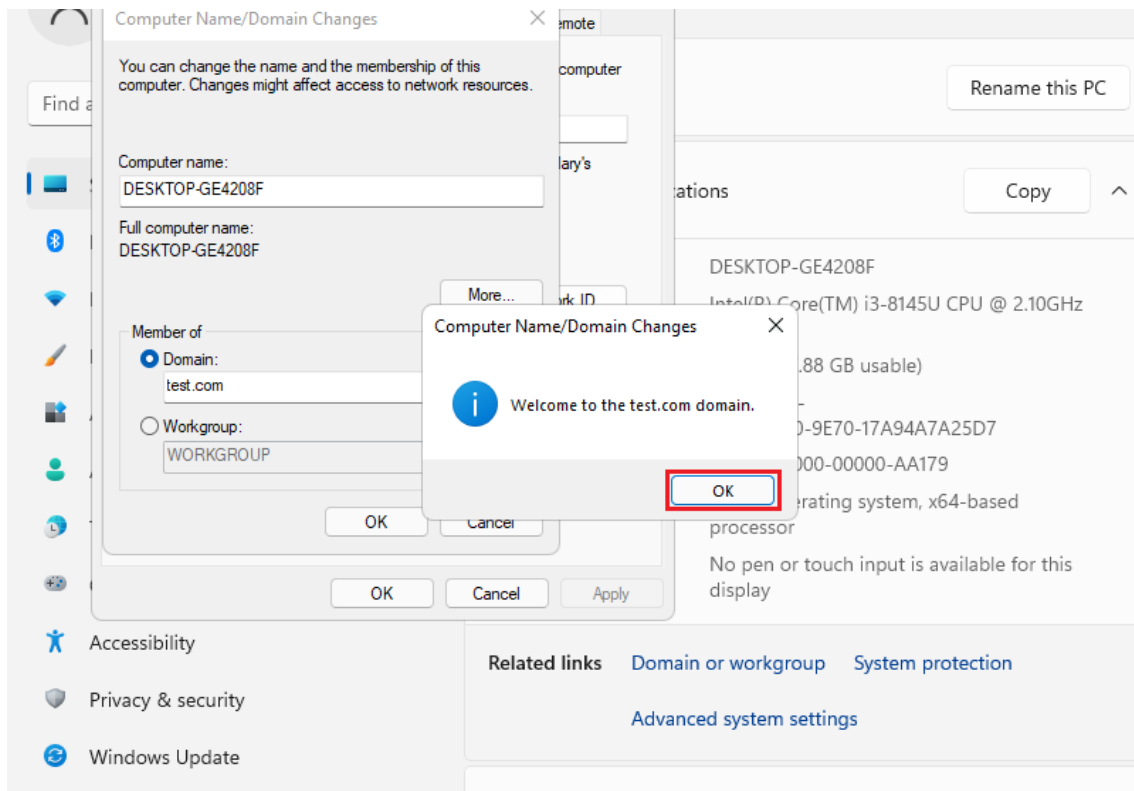 Computer Name/Domain Changes
emote
You can change the name and the membership of this
computer. Changes might affect access to network resources.
computer
Rename this PC
Find a
Computer name:
lary's
DESKTOP-GE4208F
ations
Copy
Full computer name:
DESKTOP-GE4208F
DESKTOP-GE4208F
More...
ork ID
Intel(R) Core(TM) i3-8145U CPU @ 2.10GHz
Member of
Computer Name/Domain Changes
Domain:
.88 GB usable)
test.com
Welcome to the test.com domain.
0-9E70-17A94A7A25D7
Workgroup:
WORKGROUP
000-00000-AA179
OK
erating system, x64-based
processor
OK
Cancel
No pen or touch input is available for this
display
OK
Cancel
Apply
Accessibility
Related links
Domain or workgroup
System protection
Privacy & security
Advanced system settings
Windows Update